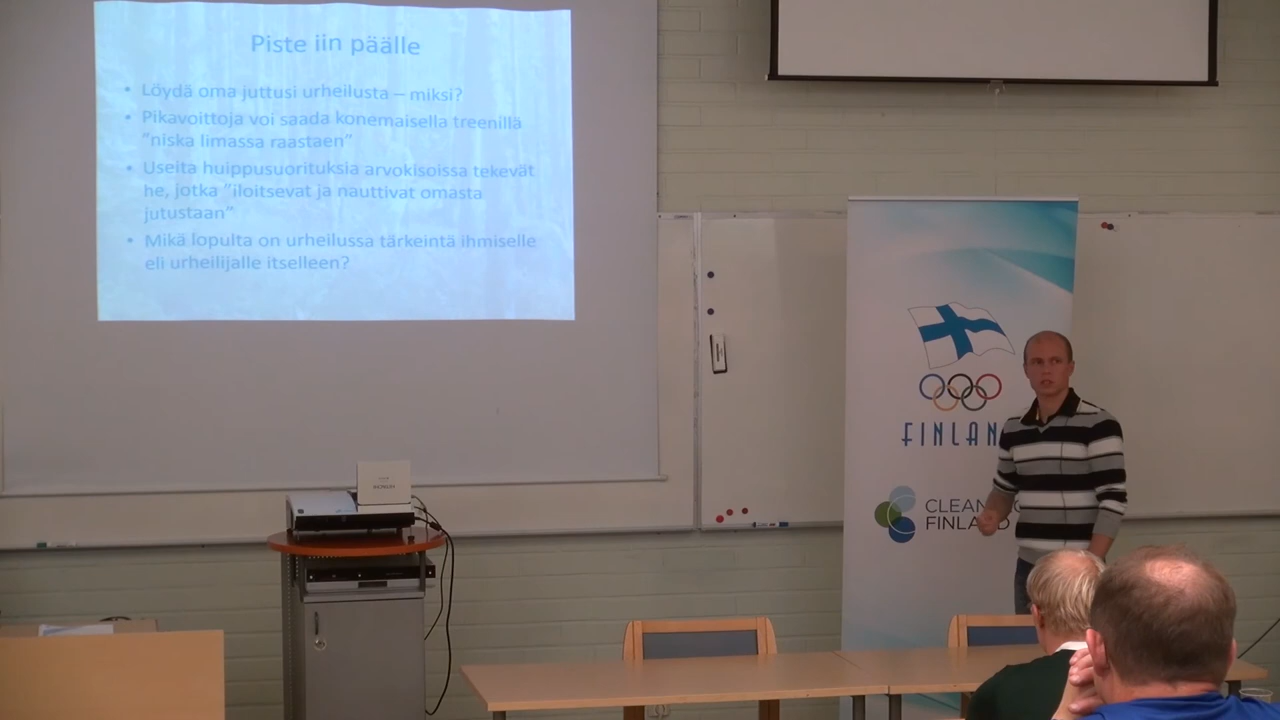 Piste iin päälle
• Löydä oma juttusi urheilusta – miksi?
• Pikavoittoja voi saada konemaisella treenillä
"niska limassa raastaen"
• Useita huippusuorituksia arvokisoissa tekevät
he, jotka "iloitsevat ja nauttivat omasta
jutustaan"
• Mikä lopulta on urheilussa tärkeintä ihmiselle
eli urheilijalle itselleen?
FINLAN
CLEAN
FINLAND